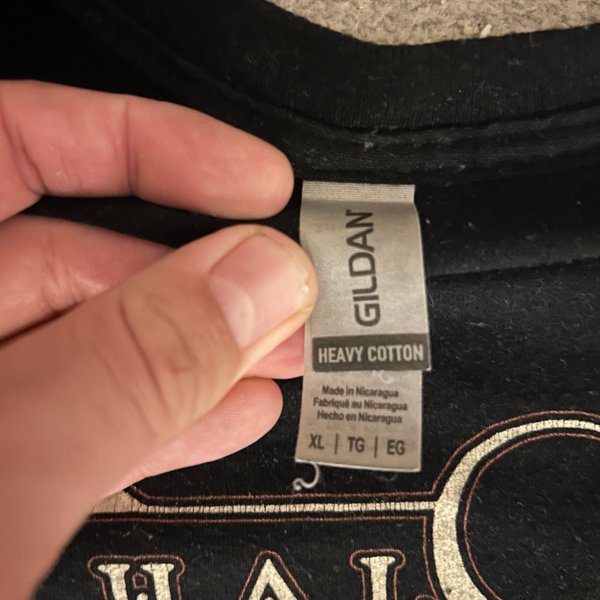 GILDAN
HEAVY COTTON
Made in Nicaragua
Fabriqué au Nicaragua
Hecho en Nicaragua
XL | TG | EG